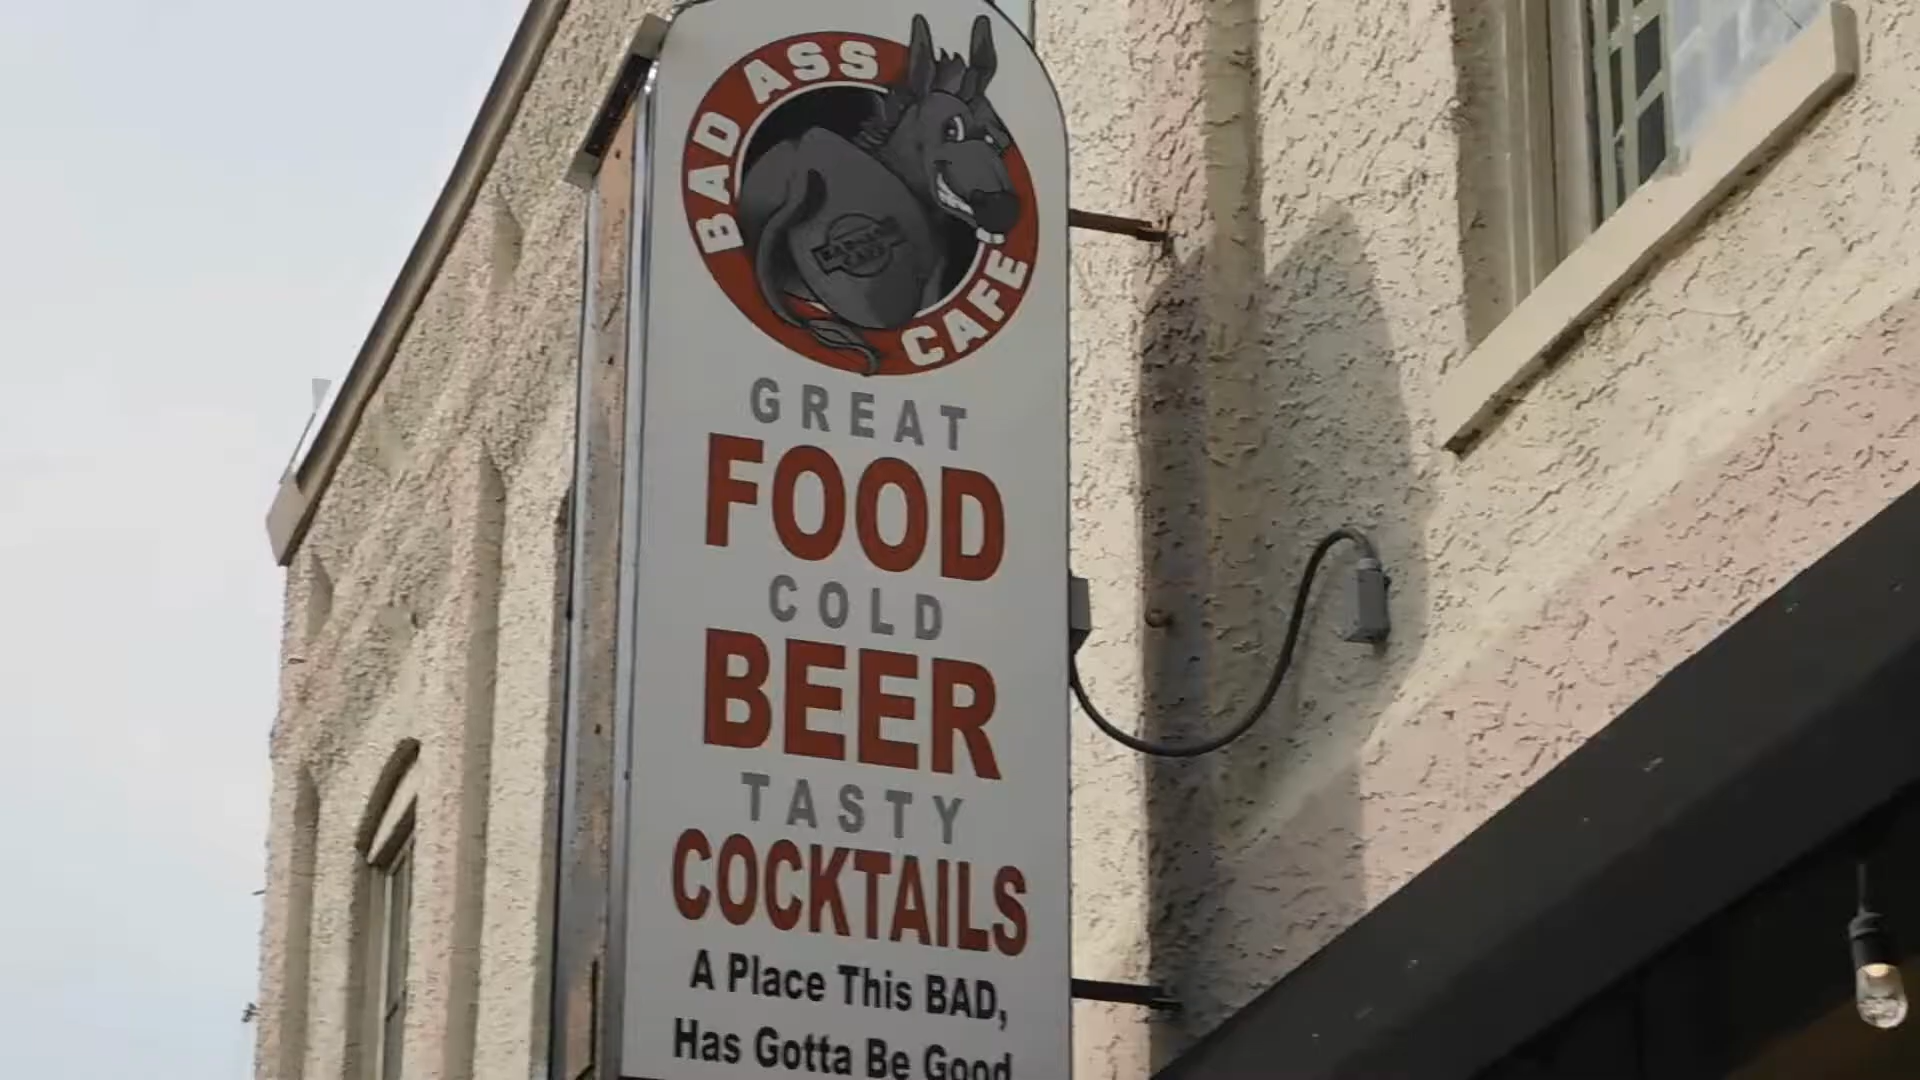 BAD ASS
CAFE
GREAT
FOOD
COLD
BEER
TASTY
COCKTAILS
A Place This BAD,
Has Gotta Be Good